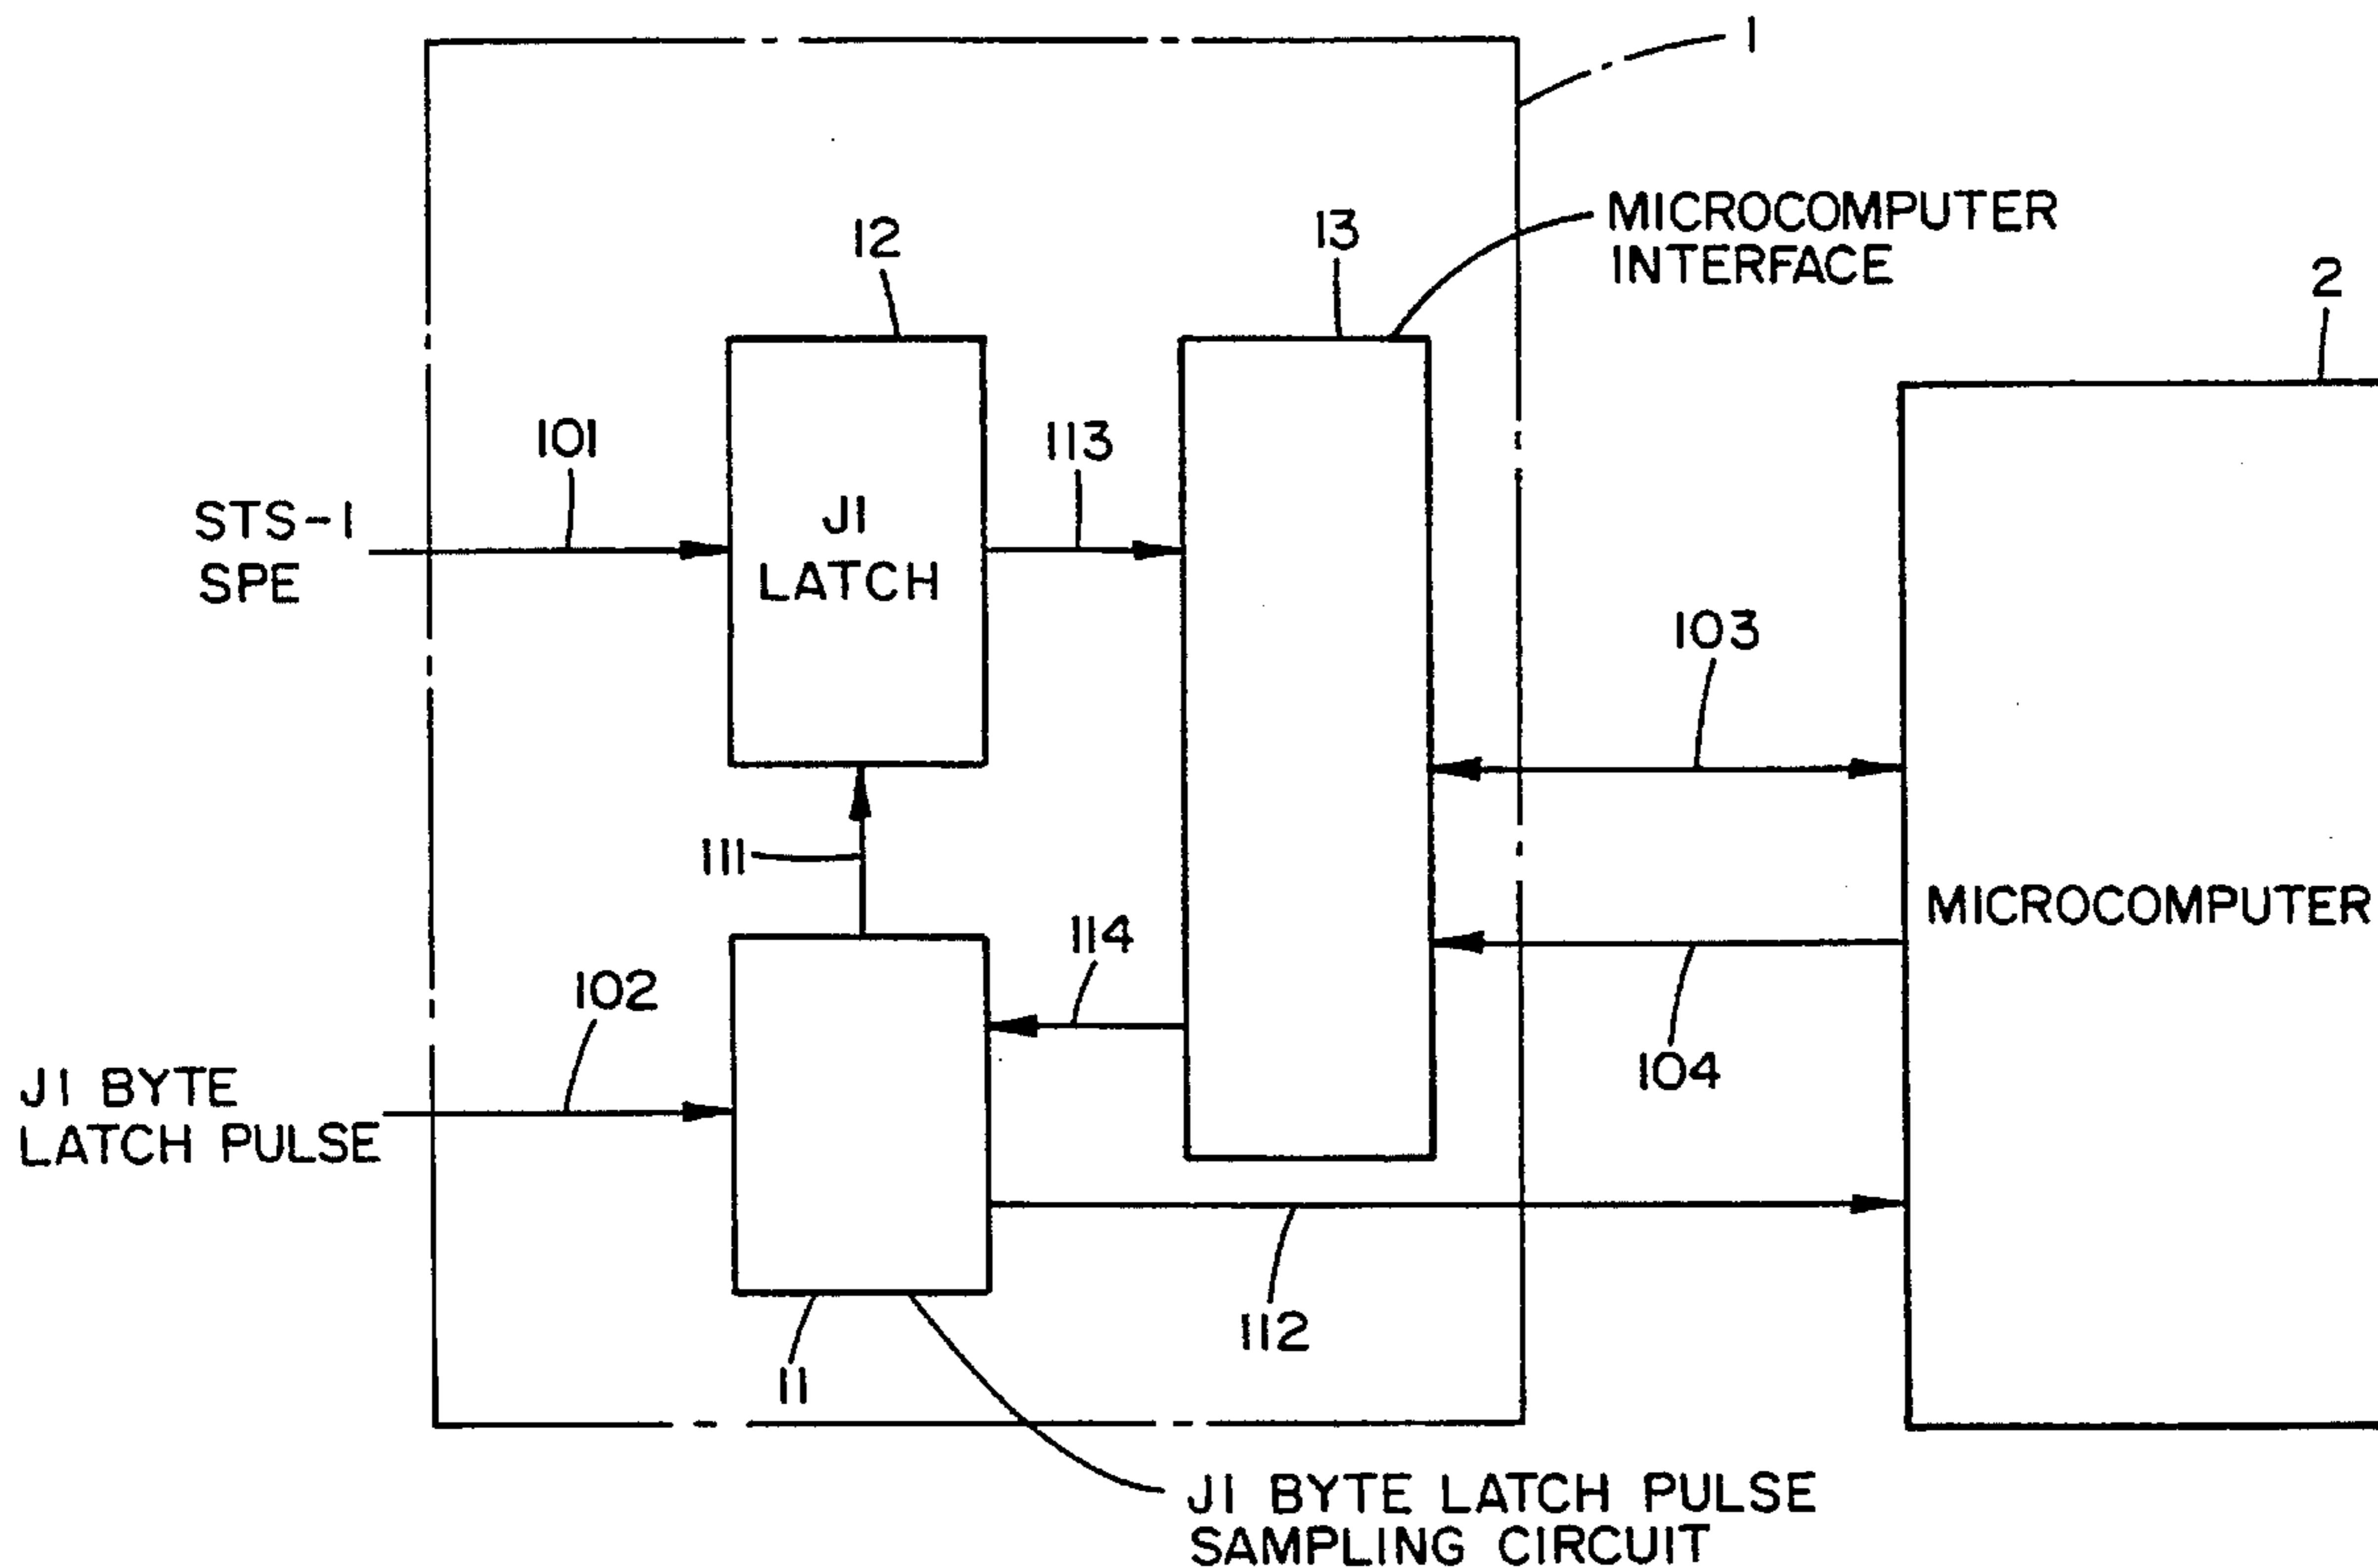 1
MICROCOMPUTER
INTERFACE
12
13
2
101
113
STS-1
SPE
J1
LATCH
103
111
MICROCOMPUTER
114
102
104
J1 BYTE
LATCH PULSE
112
11
J1 BYTE LATCH PULSE
SAMPLING CIRCUIT